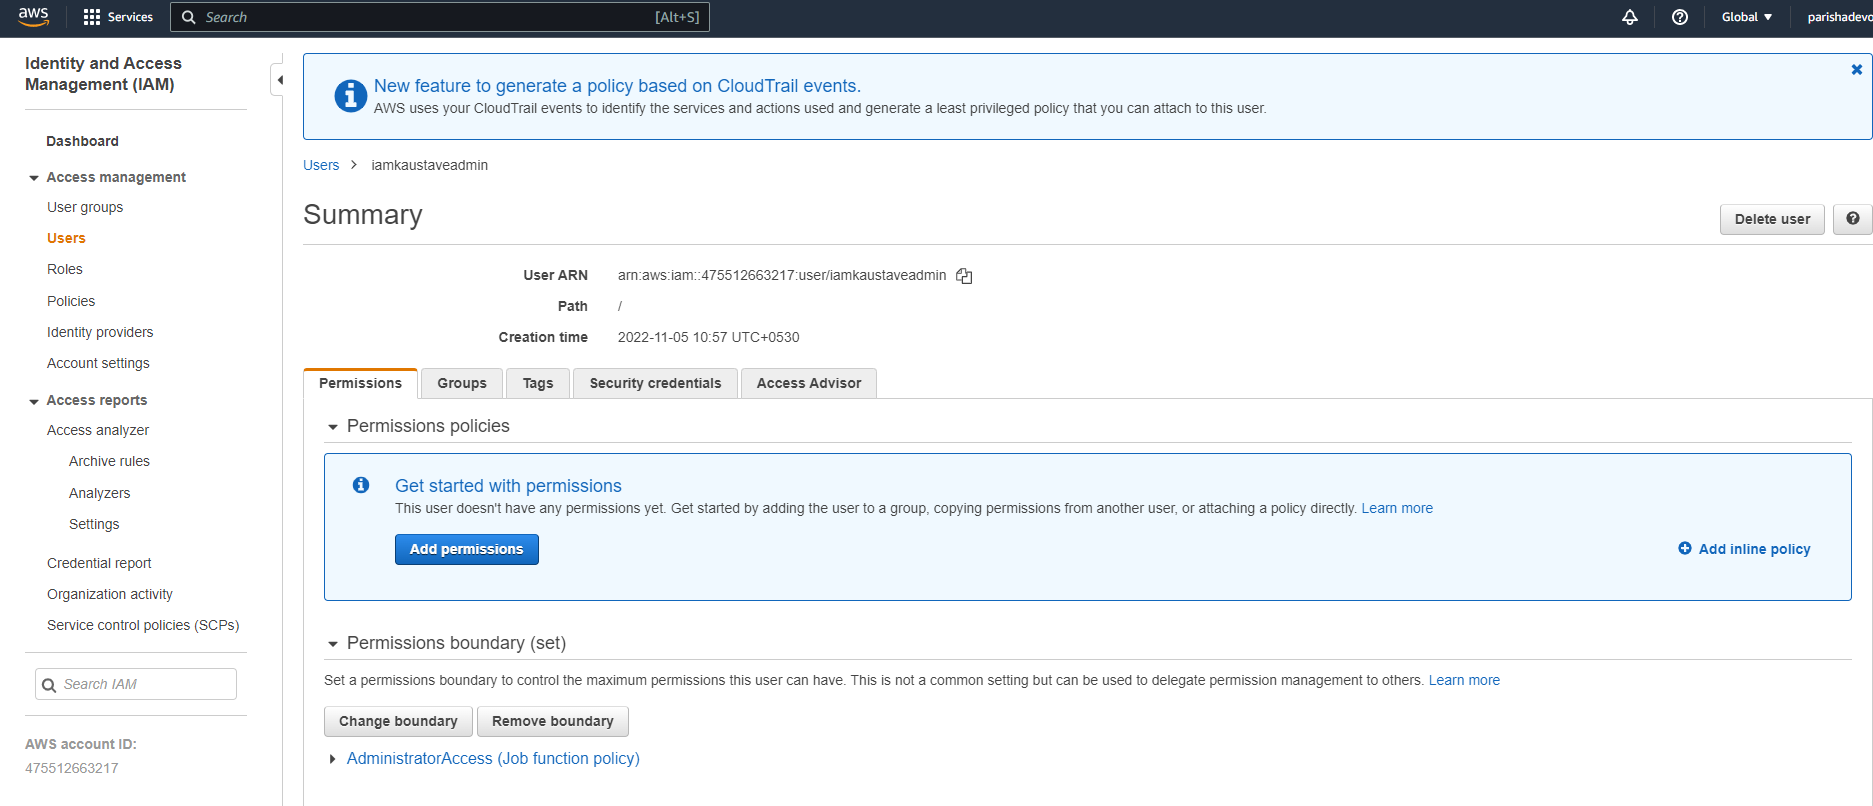 aws
Services
Search
[Alt+S]
Global
parishadevo
Identity and Access
Management (IAM)
Dashboard
Access management
User groups
Users
Roles
Policies
Identity providers
Account settings
Access reports
Access analyzer
Archive rules
Analyzers
Settings
Credential report
Organization activity
Service control policies (SCPs)
Search IAM
AWS account ID:
475512663217
New feature to generate a policy based on CloudTrail events.
AWS uses your CloudTrail events to identify the services and actions used and generate a least privileged policy that you can attach to this user.
Users > iamkaustaveadmin
Summary
Delete user
User ARN arn:aws:iam::475512663217:user/iamkaustaveadmin
Path /
Creation time 2022-11-05 10:57 UTC+0530
Permissions Groups Tags Security credentials Access Advisor
Permissions policies
Get started with permissions
This user doesn't have any permissions yet. Get started by adding the user to a group, copying permissions from another user, or attaching a policy directly. Learn more
Add permissions
Add inline policy
Permissions boundary (set)
Set a permissions boundary to control the maximum permissions this user can have. This is not a common setting but can be used to delegate permission management to others. Learn more
Change boundary Remove boundary
AdministratorAccess (Job function policy)